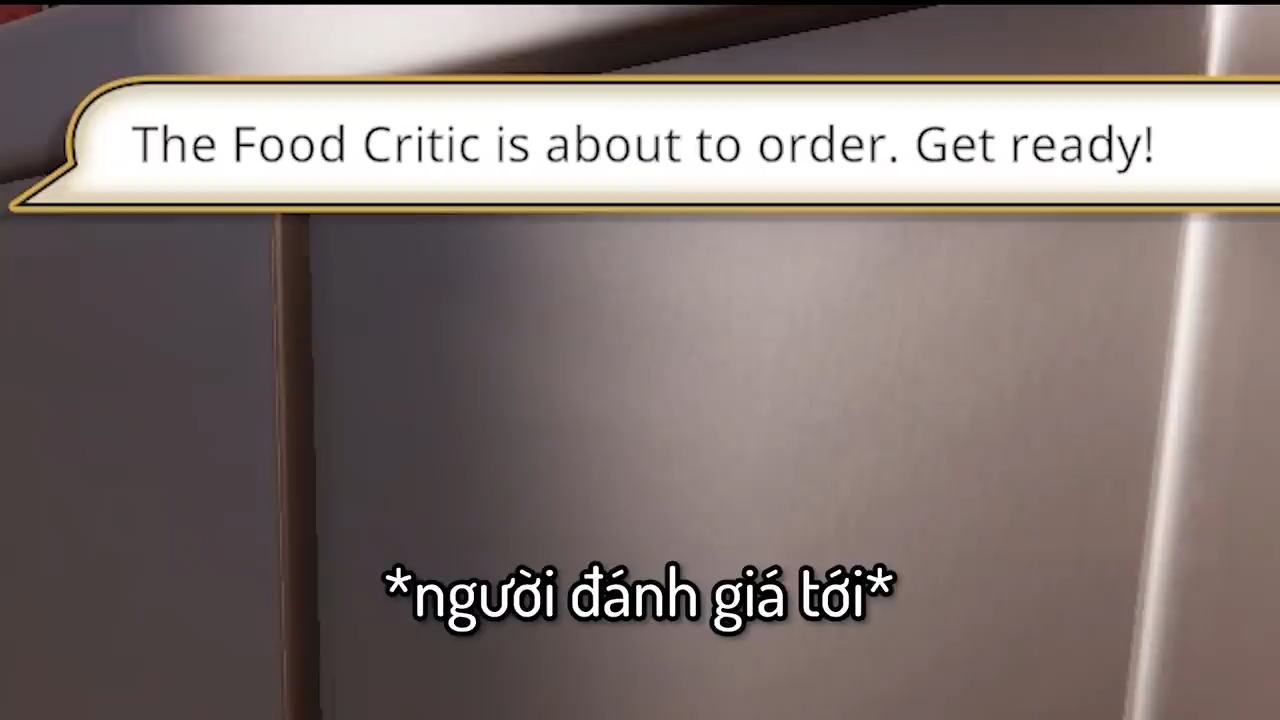 The Food Critic is about to order. Get ready!
*người đánh giá tới*